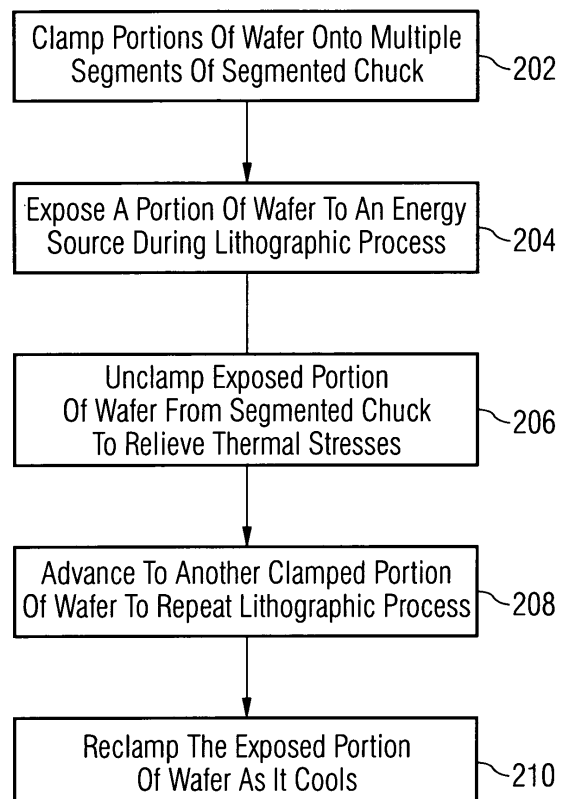 Clamp Portions Of Wafer Onto Multiple
Segments Of Segmented Chuck
202
Expose A Portion Of Wafer To An Energy
Source During Lithographic Process
204
Unclamp Exposed Portion
Of Wafer From Segmented Chuck
To Relieve Thermal Stresses
206
Advance To Another Clamped Portion
Of Wafer To Repeat Lithographic Process
208
Reclamp The Exposed Portion
Of Wafer As It Cools
210